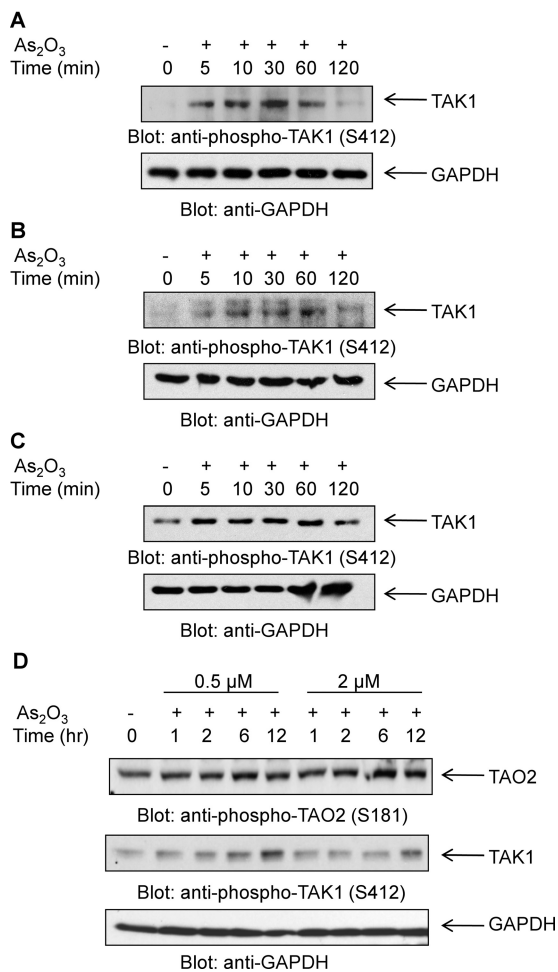 A
As₂O₃ - + + + + +
Time (min) 0 5 10 30 60 120
TAK1
Blot: anti-phospho-TAK1 (S412)
GAPDH
Blot: anti-GAPDH
B
As₂O₃ - + + + + +
Time (min) 0 5 10 30 60 120
TAK1
Blot: anti-phospho-TAK1 (S412)
GAPDH
Blot: anti-GAPDH
C
As₂O₃ - + + + + +
Time (min) 0 5 10 30 60 120
TAK1
Blot: anti-phospho-TAK1 (S412)
GAPDH
Blot: anti-GAPDH
D
0.5 µM 2 µM
As₂O₃ - + + + + + + + +
Time (hr) 0 1 2 6 12 1 2 6 12
TAO2
Blot: anti-phospho-TAO2 (S181)
TAK1
Blot: anti-phospho-TAK1 (S412)
GAPDH
Blot: anti-GAPDH